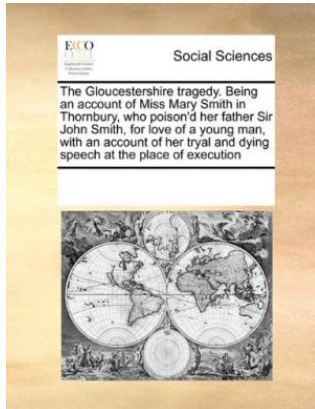 ECCO
Social Sciences
The Gloucestershire tragedy. Being
an account of Miss Mary Smith in
Thornbury, who poison'd her father Sir
John Smith, for love of a young man,
with an account of her tryal and dying
speech at the place of execution